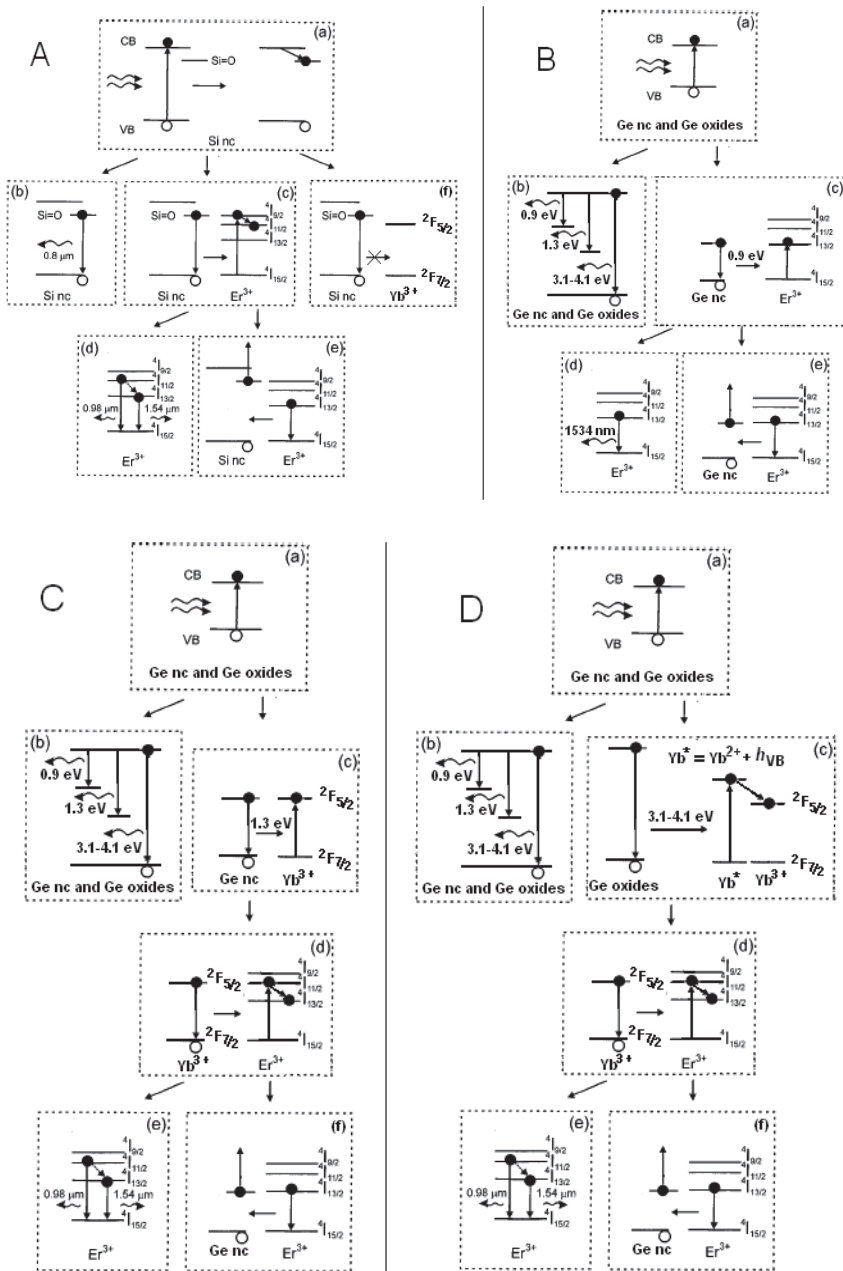 A
(a)
CB
Si=O
VB
Si nc
(b)
Si=O
0.8 μm
Si nc
(c)
Si=O
Si nc
4I9/2
4I11/2
4I13/2
4I15/2
Er3+
(f)
Si=O
Si nc
2F5/2
2F7/2
Yb3+
(d)
4I9/2
4I11/2
4I13/2
0.98 μm
1.54 μm
4I15/2
Er3+
(e)
Si nc
4I9/2
4I11/2
4I13/2
4I15/2
Er3+
B
(a)
CB
VB
Ge nc and Ge oxides
(b)
0.9 eV
1.3 eV
3.1-4.1 eV
Ge nc and Ge oxides
(c)
Ge nc
0.9 eV
4I9/2
4I11/2
4I13/2
4I15/2
Er3+
(d)
4I9/2
4I11/2
4I13/2
1534 nm
4I15/2
Er3+
(e)
Ge nc
4I9/2
4I11/2
4I13/2
4I15/2
Er3+
C
(a)
CB
VB
Ge nc and Ge oxides
(b)
0.9 eV
1.3 eV
3.1-4.1 eV
Ge nc and Ge oxides
(c)
2F5/2
1.3 eV
2F7/2
Ge nc
Yb3+
(d)
2F5/2
2F7/2
Yb3+
4I9/2
4I11/2
4I13/2
4I15/2
Er3+
(e)
4I9/2
4I11/2
4I13/2
0.98 μm
1.54 μm
4I15/2
Er3+
(f)
Ge nc
4I9/2
4I11/2
4I13/2
4I15/2
Er3+
D
(a)
CB
VB
Ge nc and Ge oxides
(b)
0.9 eV
1.3 eV
3.1-4.1 eV
Ge nc and Ge oxides
(c)
Yb* = Yb2+ + hVB
2F5/2
3.1-4.1 eV
2F7/2
Ge oxides
Yb*
Yb3+
(d)
2F5/2
2F7/2
Yb3+
4I9/2
4I11/2
4I13/2
4I15/2
Er3+
(e)
4I9/2
4I11/2
4I13/2
0.98 μm
1.54 μm
4I15/2
Er3+
(f)
Ge nc
4I9/2
4I11/2
4I13/2
4I15/2
Er3+